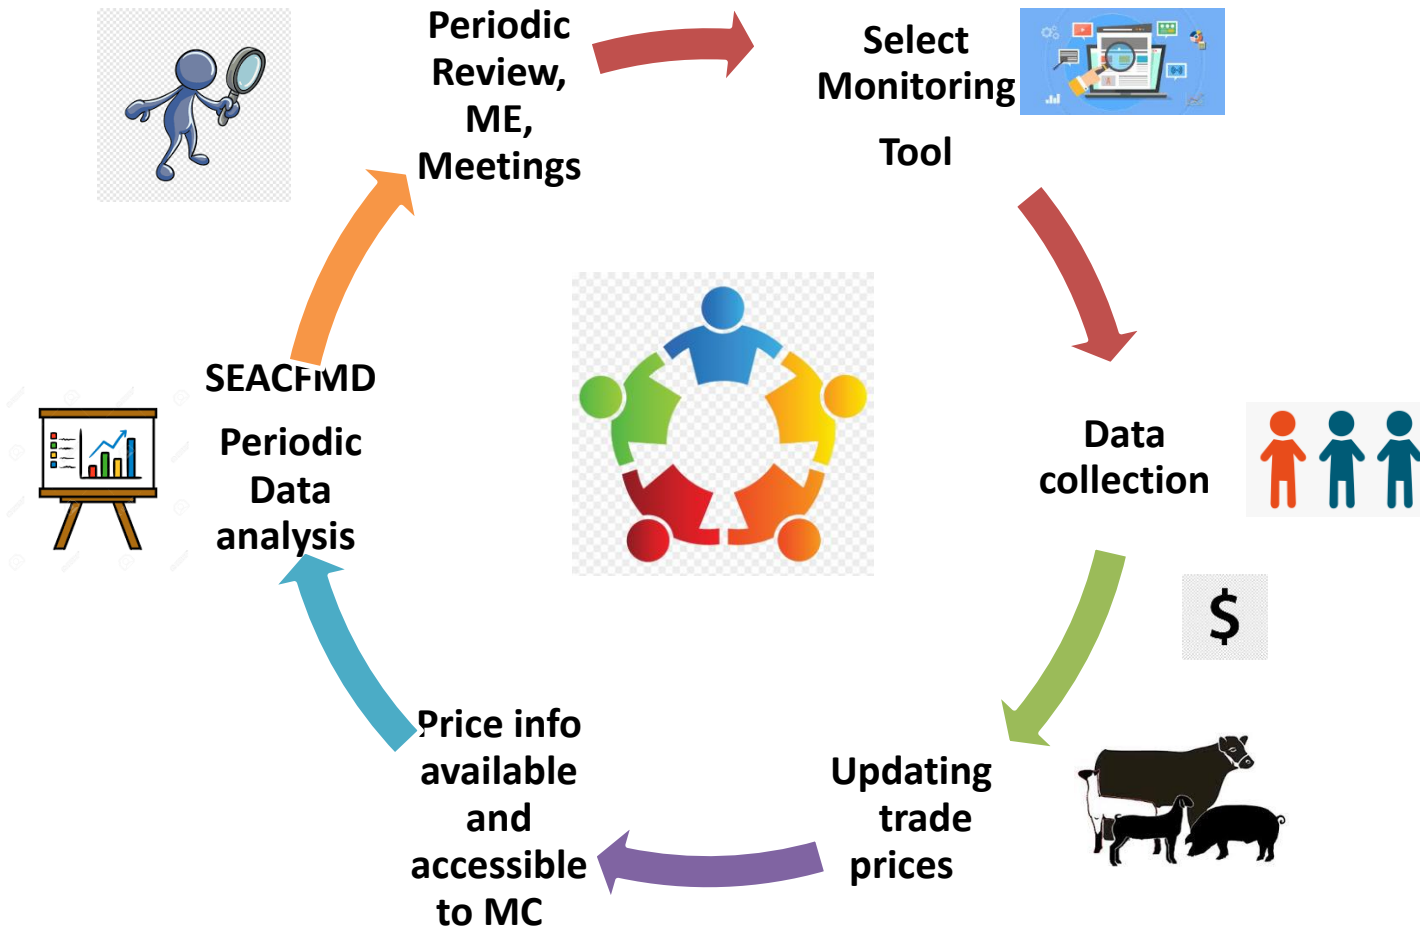 Periodic
Review,
ME,
Meetings
Select
Monitoring
Tool
Data
collection
$
Updating
trade
prices
Price info
available
and
accessible
to MC
SEACFMD
Periodic
Data
analysis